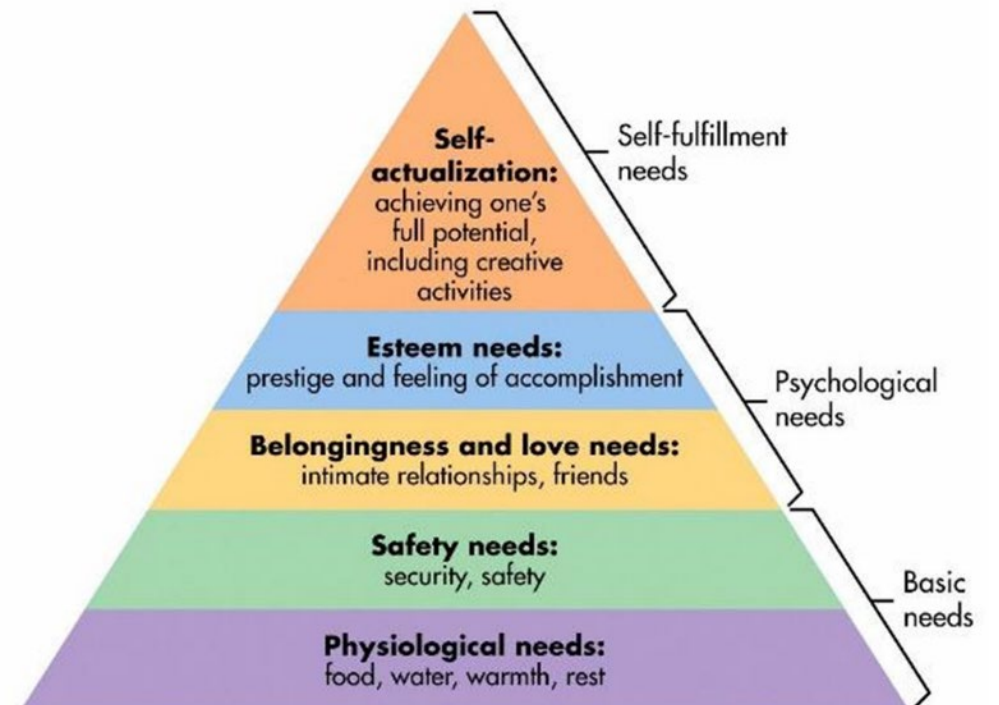 Self-
actualization:
achieving one's
full potential,
including creative
activities
Self-fulfillment
needs
Esteem needs:
prestige and feeling of accomplishment
Psychological
needs
Belongingness and love needs:
intimate relationships, friends
Safety needs:
security, safety
Basic
needs
Physiological needs:
food, water, warmth, rest